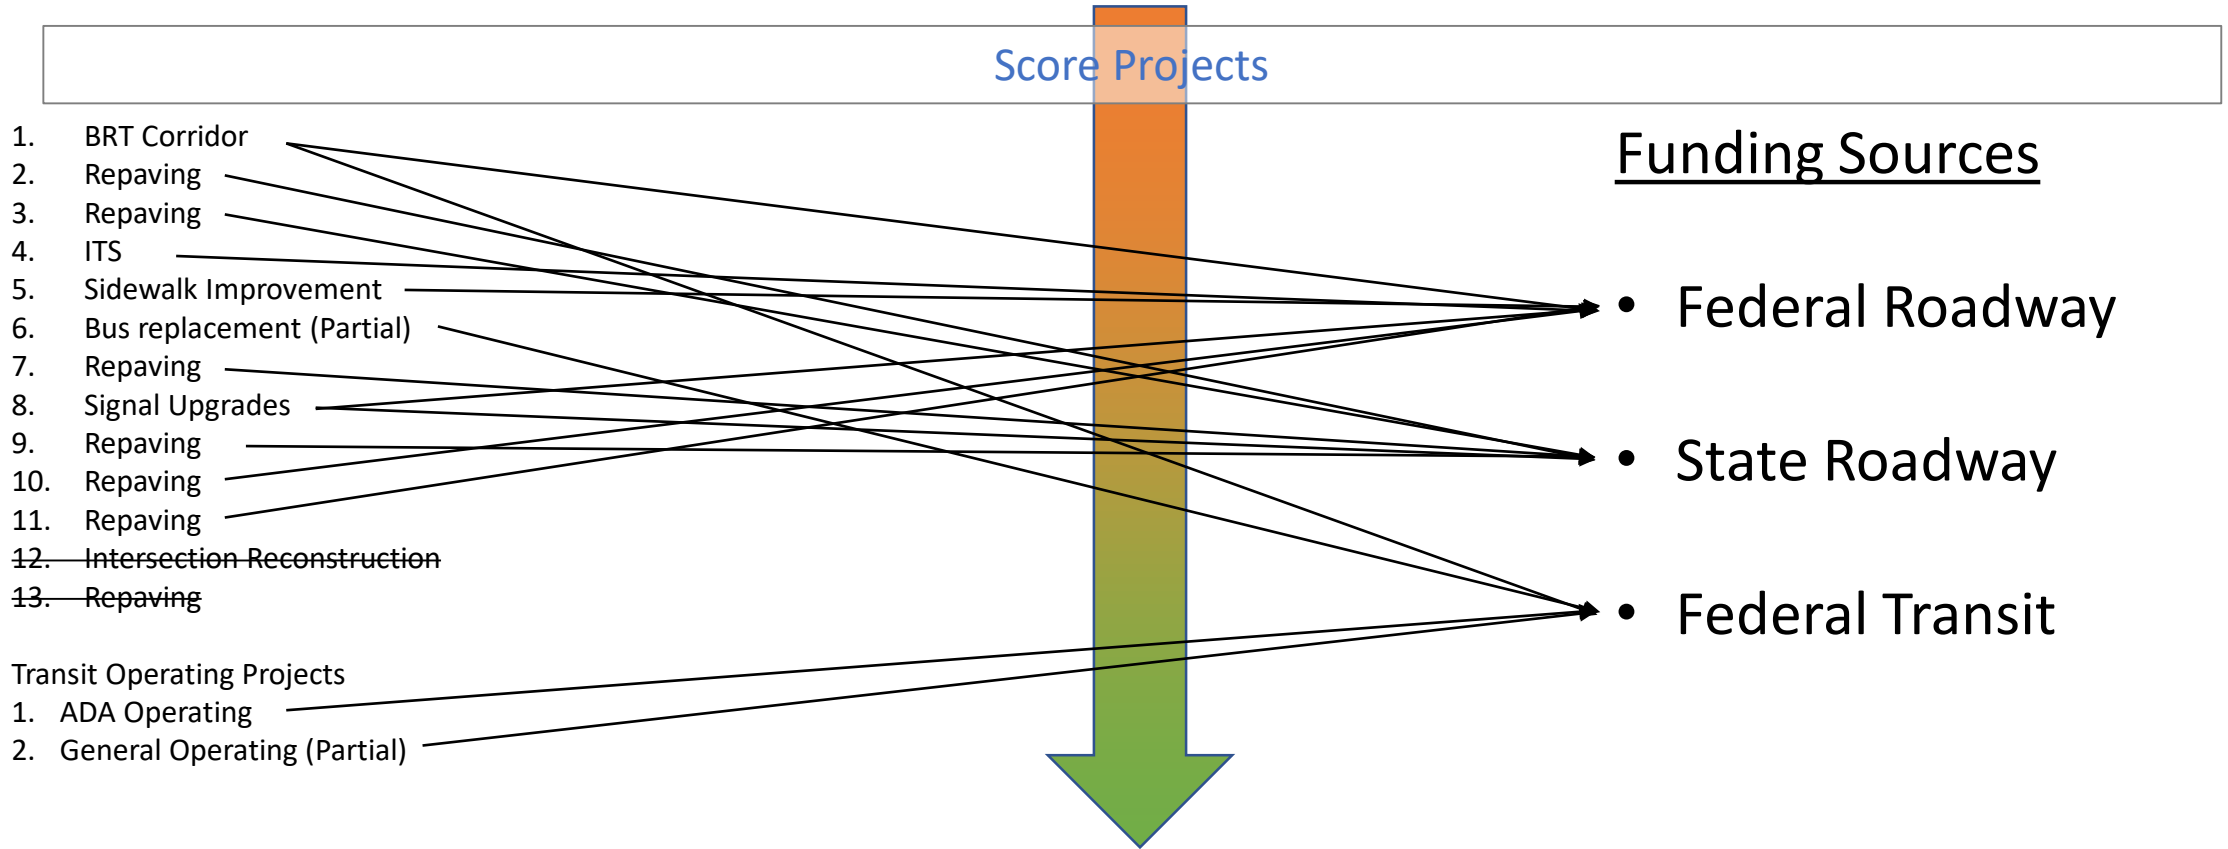 Score Projects
1. BRT Corridor
2. Repaving
3. Repaving
4. ITS
5. Sidewalk Improvement
6. Bus replacement (Partial)
7. Repaving
8. Signal Upgrades
9. Repaving
10. Repaving
11. Repaving
12. Intersection Reconstruction
13. Repaving
Transit Operating Projects
1. ADA Operating
2. General Operating (Partial)
Funding Sources
• Federal Roadway
• State Roadway
• Federal Transit